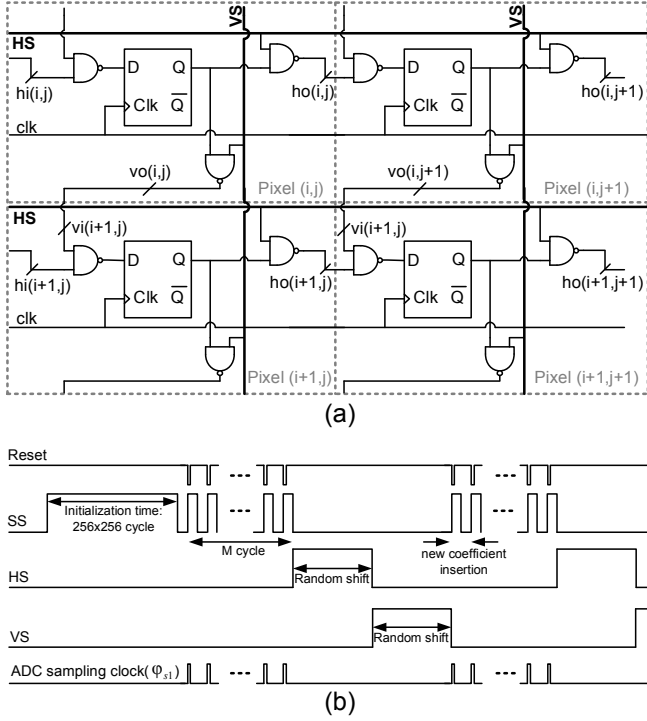 VS VS
HS
D Q D Q
hi(i,j) ho(i,j) ho(i,j+1)
Clk Q Clk Q
clk
vo(i,j) vo(i,j+1)
Pixel (i,j) Pixel (i,j+1)
HS
vi(i+1,j) vi(i+1,j)
D Q D Q
hi(i+1,j) ho(i+1,j) ho(i+1,j+1)
Clk Q Clk Q
clk
Pixel (i+1,j) Pixel (i+1,j+1)
(a)
Reset
SS
Initialization time:
256x256 cycle
M cycle
new coefficient
insertion
HS
Random shift
VS
Random shift
ADC sampling clock(φs1)
(b)